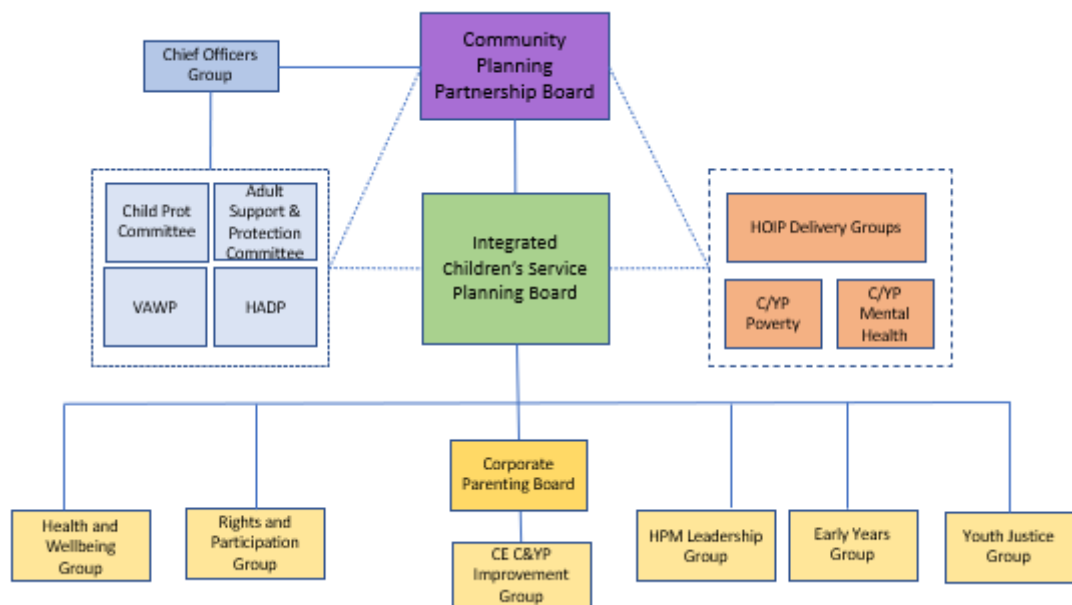 Community
Planning
Partnership Board
Chief Officers
Group
Child Prot
Committee
Adult
Support &
Protection
Committee
VAWP
HADP
Integrated
Children's Service
Planning Board
HOIP Delivery Groups
C/YP
Poverty
C/YP
Mental
Health
Corporate
Parenting Board
Health and
Wellbeing
Group
Rights and
Participation
Group
CE C&YP
Improvement
Group
HPM Leadership
Group
Early Years
Group
Youth Justice
Group